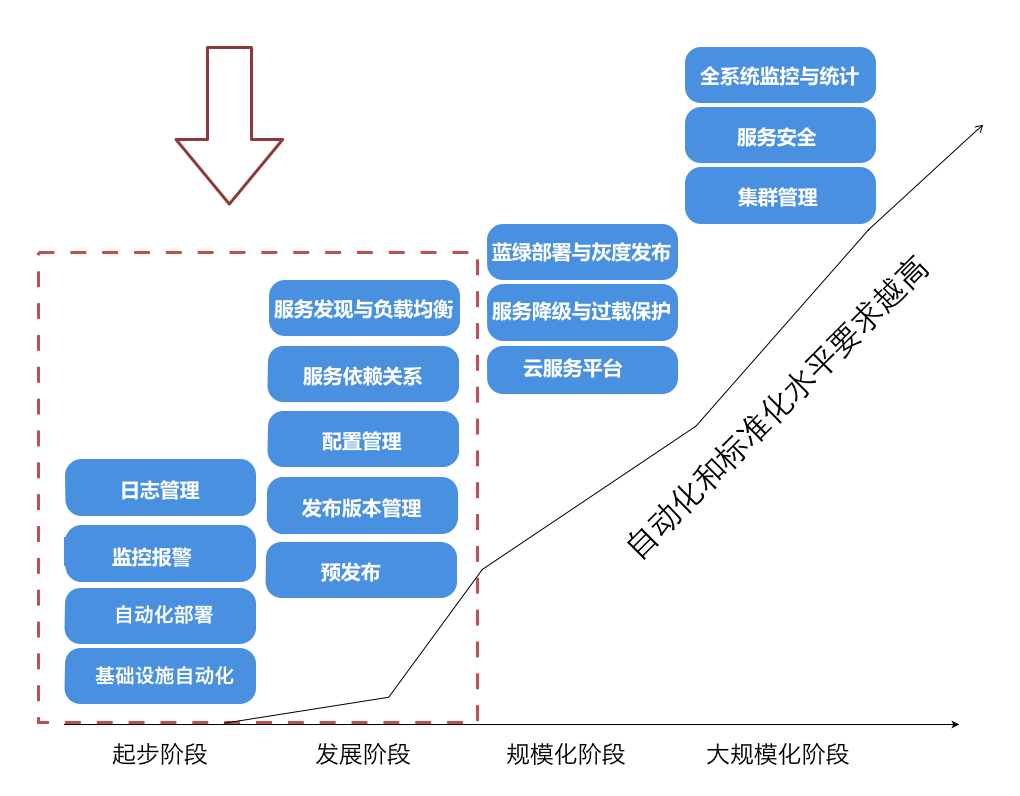 全系统监控与统计
服务安全
集群管理
蓝绿部署与灰度发布
服务降级与过载保护
云服务平台
服务发现与负载均衡
服务依赖关系
配置管理
发布版本管理
预发布
日志管理
监控报警
自动化部署
基础设施自动化
自动化和标准化水平要求越高
起步阶段
发展阶段
规模化阶段
大规模化阶段